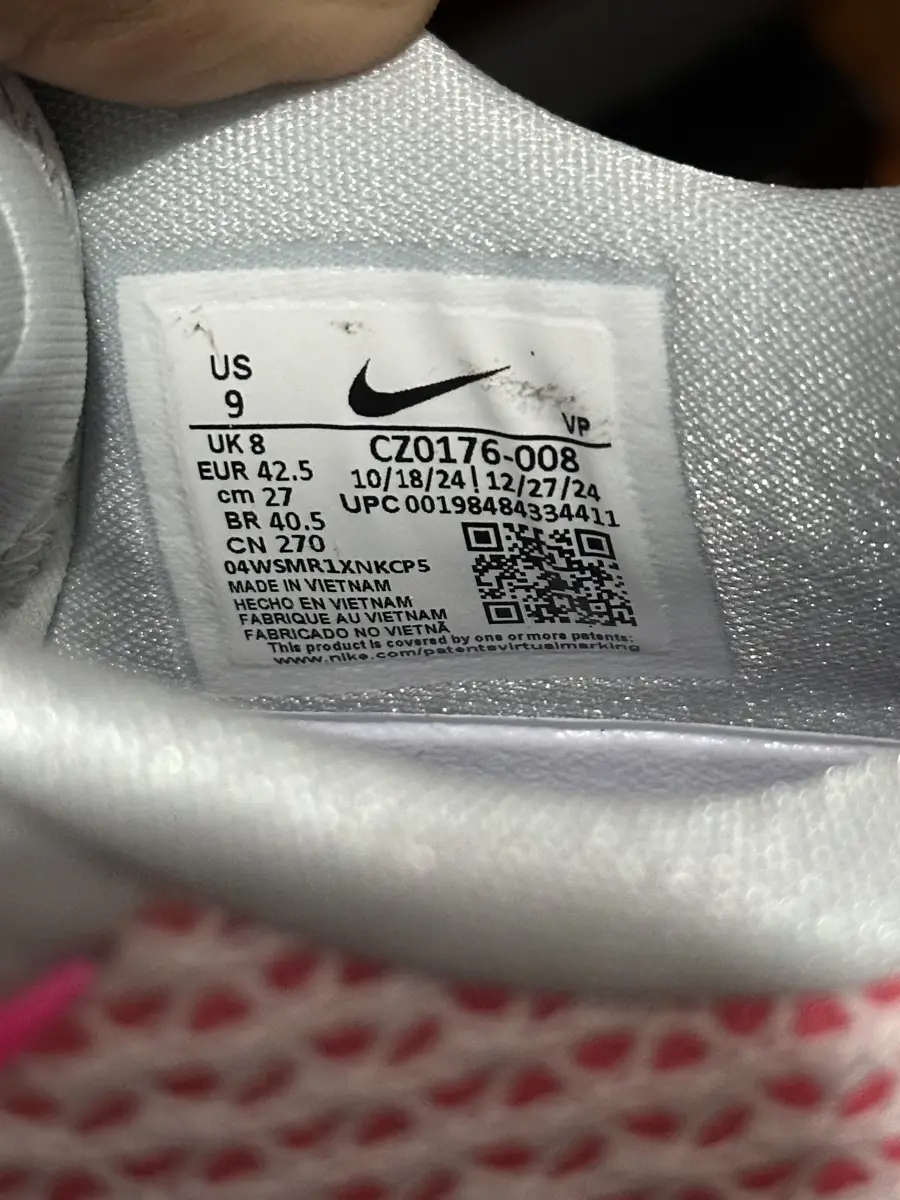 US
9
VP
UK 8
EUR 42.5
cm 27
BR 40.5
CN 270
CZ0176-008
10/18/24 | 12/27/24
UPC 00198484334411
04WSMR1XNKCP5
MADE IN VIETNAM
HECHO EN VIETNAM
FABRIQUE AU VIETNAM
FABRICADO NO VIETNÃ
This product is covered by one or more patents:
www.nike.com/patentsvirtualmarking